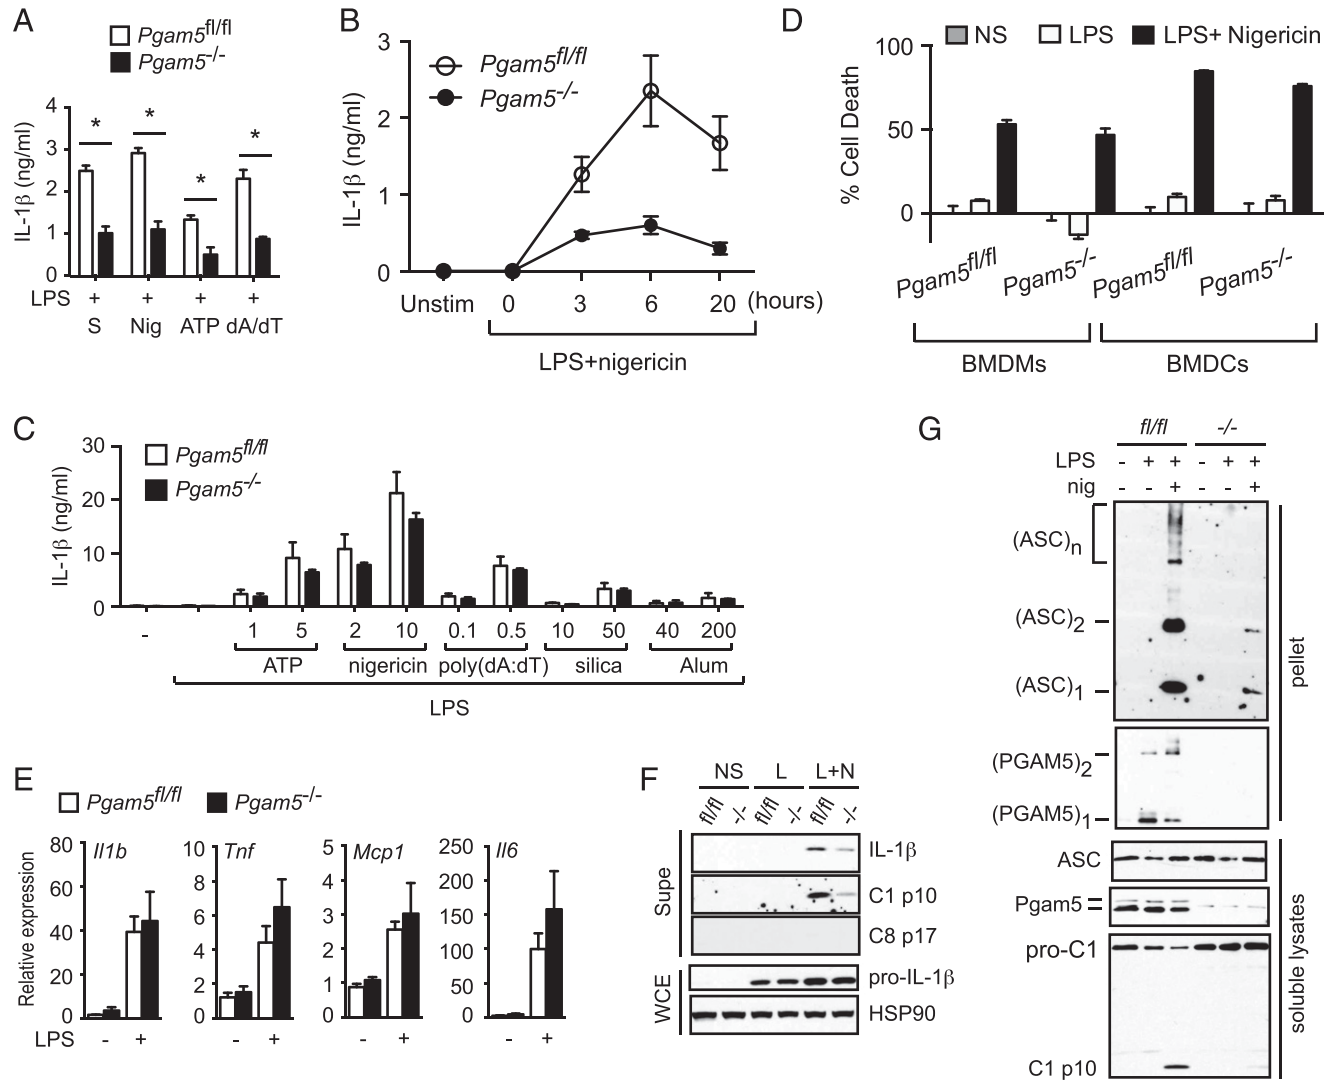 A
Pgam5fl/fl
Pgam5-/-
IL-1β (ng/ml)
4
3
2
1
0
* * * *
LPS + + + +
S Nig ATP dA/dT
B
Pgam5fl/fl
Pgam5-/-
IL-1β (ng/ml)
3
2
1
0
Unstim 0 3 6 20 (hours)
LPS+nigericin
D
NS LPS LPS+ Nigericin
% Cell Death
100
50
0
Pgam5fl/fl Pgam5-/- Pgam5fl/fl Pgam5-/-
BMDMs BMDCs
C
Pgam5fl/fl
Pgam5-/-
IL-1β (ng/ml)
30
20
10
0
- 1 5 2 10 0.1 0.5 10 50 40 200
ATP nigericin poly(dA:dT) silica Alum
LPS
E
Pgam5fl/fl Pgam5-/-
Relative expression
Il1b
80
60
40
20
0
Tnf
10
8
6
4
2
0
Mcp1
5
4
3
2
1
0
Il6
250
200
150
100
50
0
LPS - + - + - + - +
F
NS L L+N
fl/fl -/- fl/fl -/- fl/fl -/-
Supe
IL-1β
C1 p10
C8 p17
WCE
pro-IL-1β
HSP90
G
fl/fl -/-
LPS - + + - + +
nig - - + - - +
(ASC)n
(ASC)2
(ASC)1
(PGAM5)2
(PGAM5)1
pellet
ASC
Pgam5
pro-C1
C1 p10
soluble lysates